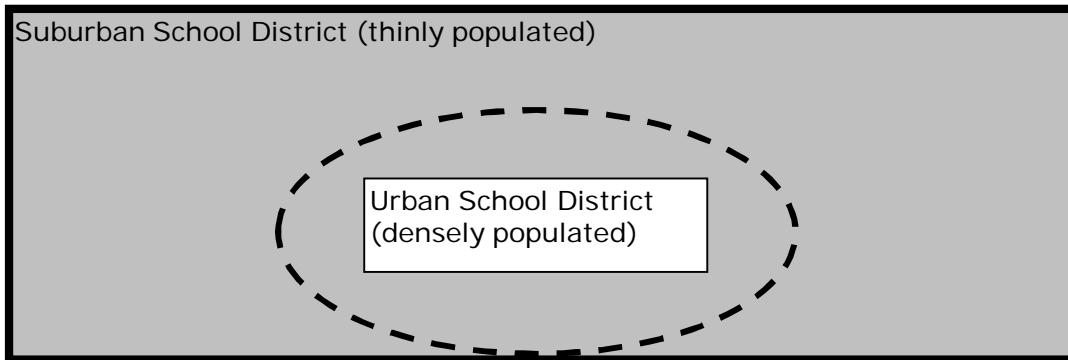 Suburban School District (thinly populated)
Urban School District
(densely populated)